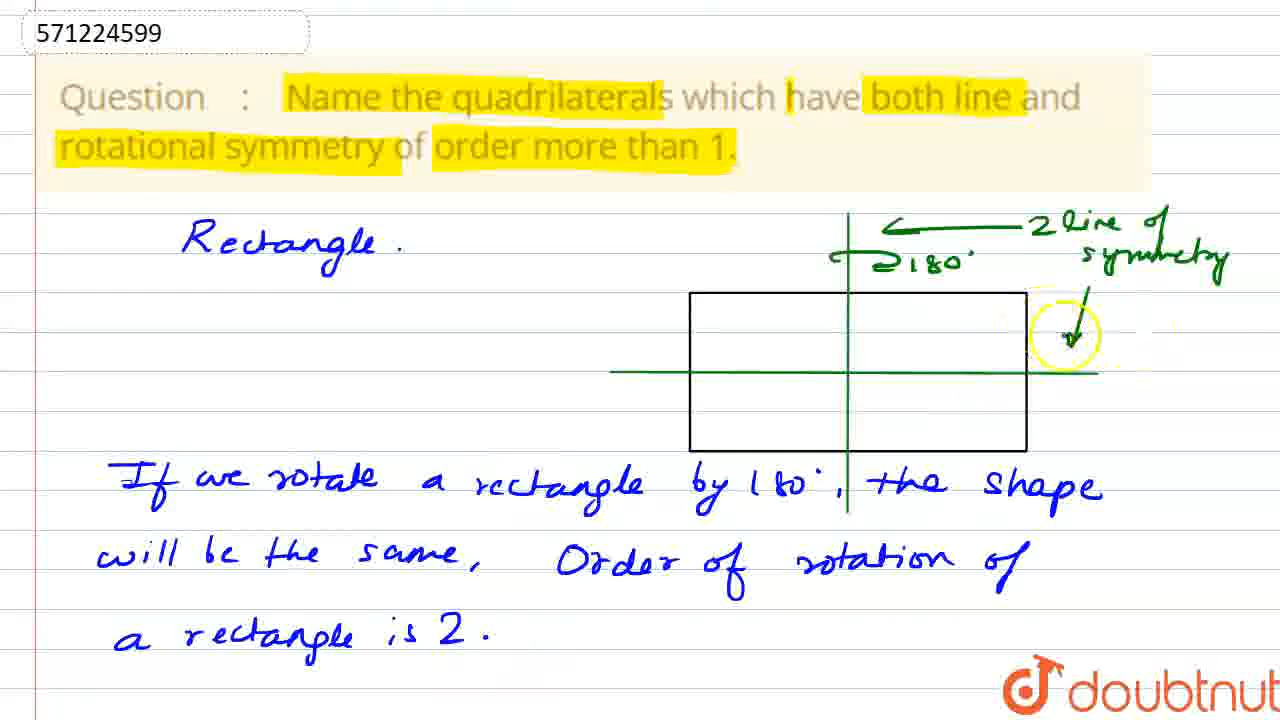 571224599
Question : Name the quadrilaterals which have both line and
rotational symmetry of order more than 1.
Rectangle.
2 line of
symmetry
180°
If we rotate a rectangle by 180°, the shape
will be the same, Order of rotation of
a rectangle is 2.
doubtnut